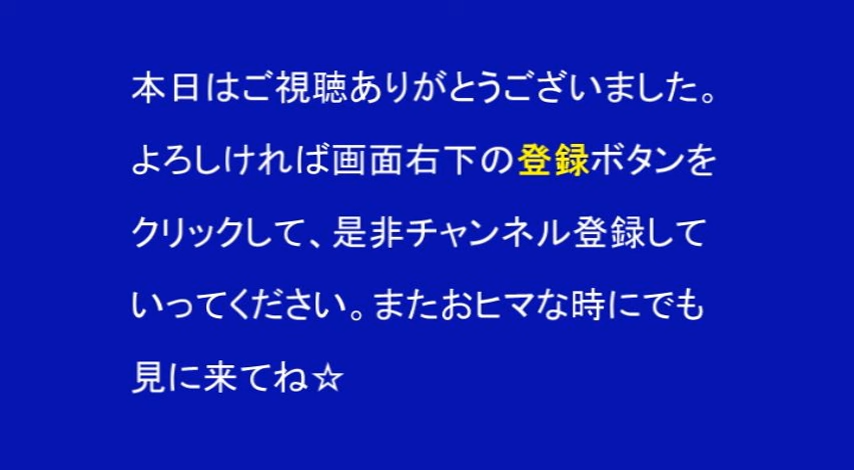 本日はご視聴ありがとうございました。
よろしければ画面右下の登録ボタンを
クリックして、是非チャンネル登録して
いってください。またおヒマな時にでも
見に来てね☆